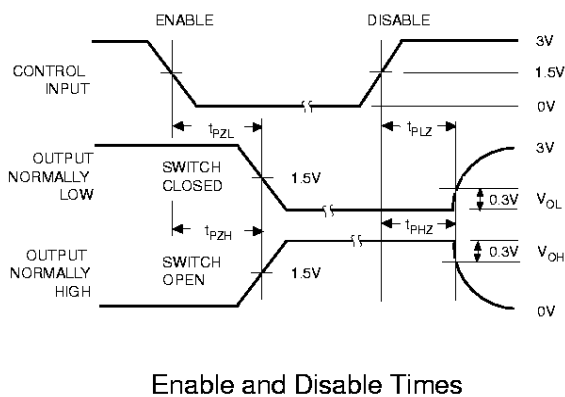 ENABLE
DISABLE
CONTROL
INPUT
3V
1.5V
0V
tPZL
tPLZ
OUTPUT
NORMALLY
LOW
SWITCH
CLOSED
1.5V
3V
0.3V
VOL
tPZH
tPHZ
OUTPUT
NORMALLY
HIGH
SWITCH
OPEN
1.5V
0.3V
VOH
0V
Enable and Disable Times